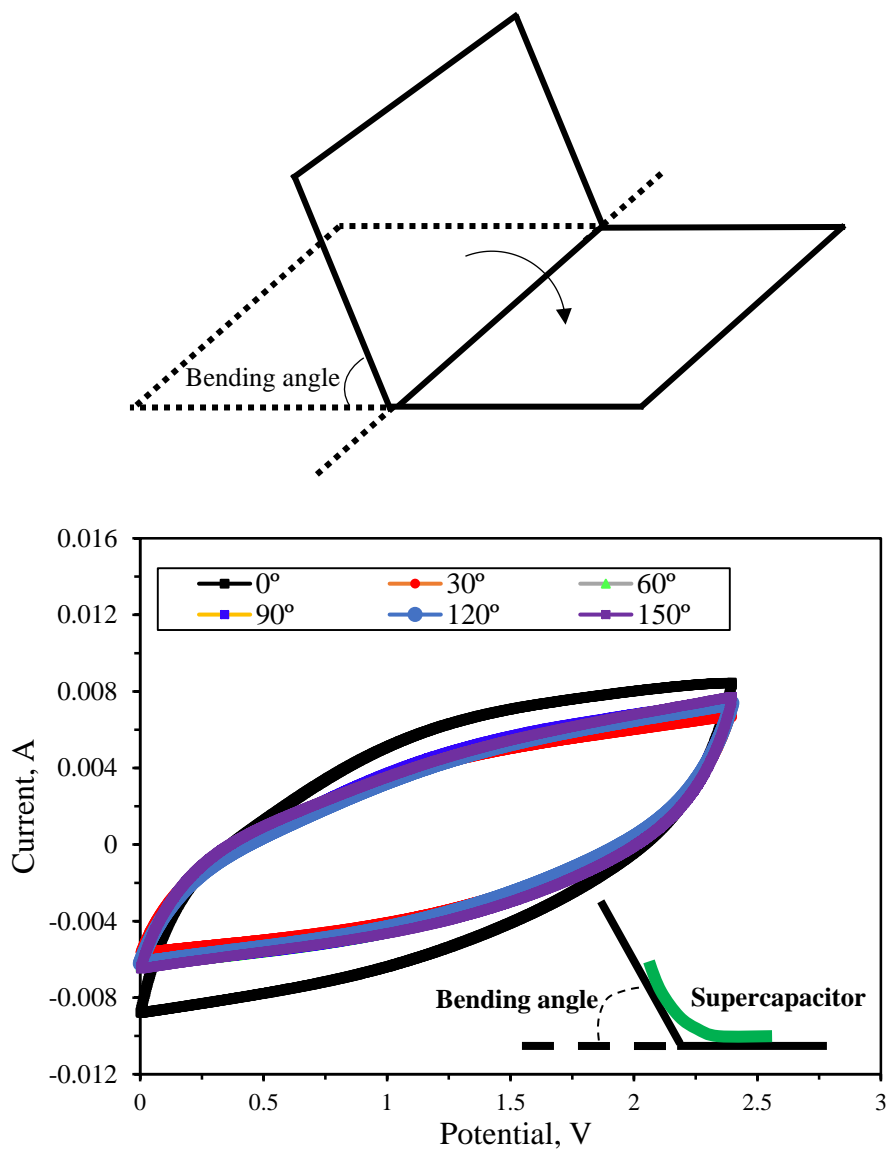 Bending angle
0.016
0.012
0.008
0.004
0
-0.004
-0.008
-0.012
Current, A
0º 30º 60º
90º 120º 150º
Bending angle
Supercapacitor
0 0.5 1 1.5 2 2.5 3
Potential, V